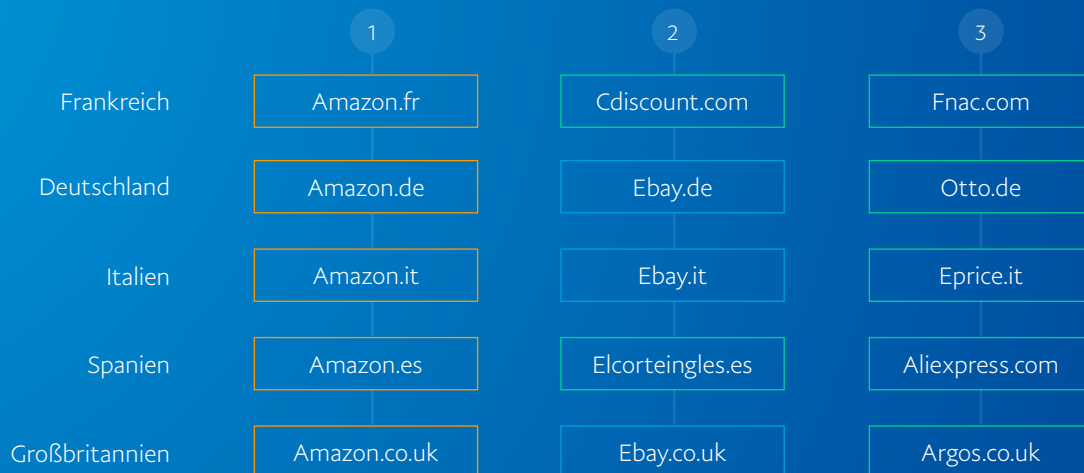 1 2 3
Frankreich Amazon.fr Cdiscount.com Fnac.com
Deutschland Amazon.de Ebay.de Otto.de
Italien Amazon.it Ebay.it Eprice.it
Spanien Amazon.es Elcorteingles.es Aliexpress.com
Großbritannien Amazon.co.uk Ebay.co.uk Argos.co.uk